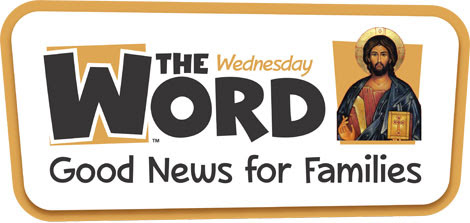 THE Wednesday
WORD
™
Good News for Families